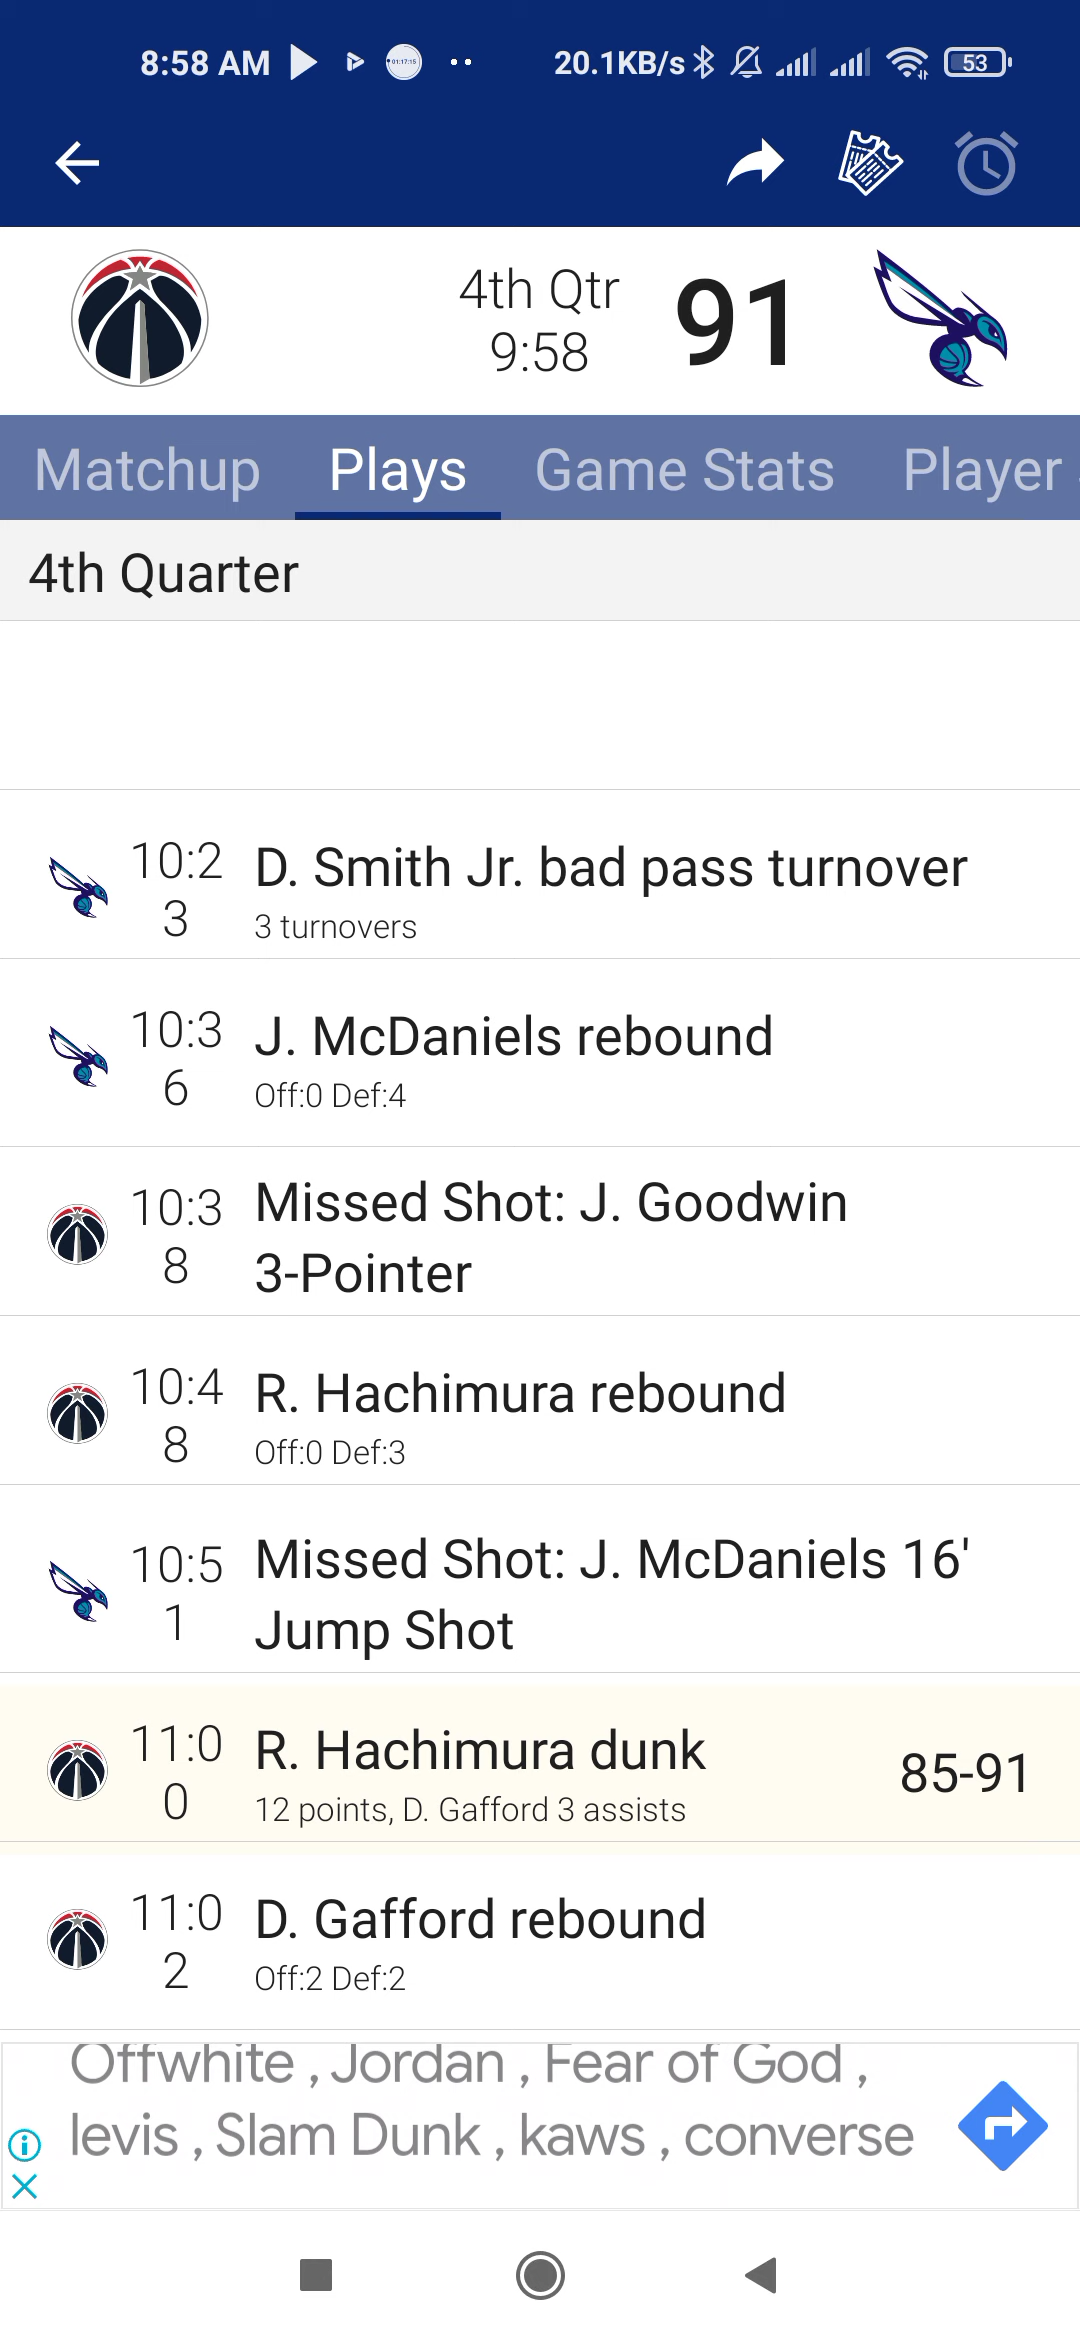 8:58 AM
01:17:15
20.1KB/s
53
4th Qtr
9:58
91
Matchup
Plays
Game Stats
Player
4th Quarter
10:2
3
D. Smith Jr. bad pass turnover
3 turnovers
10:3
6
J. McDaniels rebound
Off:0 Def:4
10:3
8
Missed Shot: J. Goodwin
3-Pointer
10:4
8
R. Hachimura rebound
Off:0 Def:3
10:5
1
Missed Shot: J. McDaniels 16'
Jump Shot
11:0
0
R. Hachimura dunk
12 points, D. Gafford 3 assists
85-91
11:0
2
D. Gafford rebound
Off:2 Def:2
Offwhite , Jordan , Fear of God ,
levis , Slam Dunk , kaws , converse